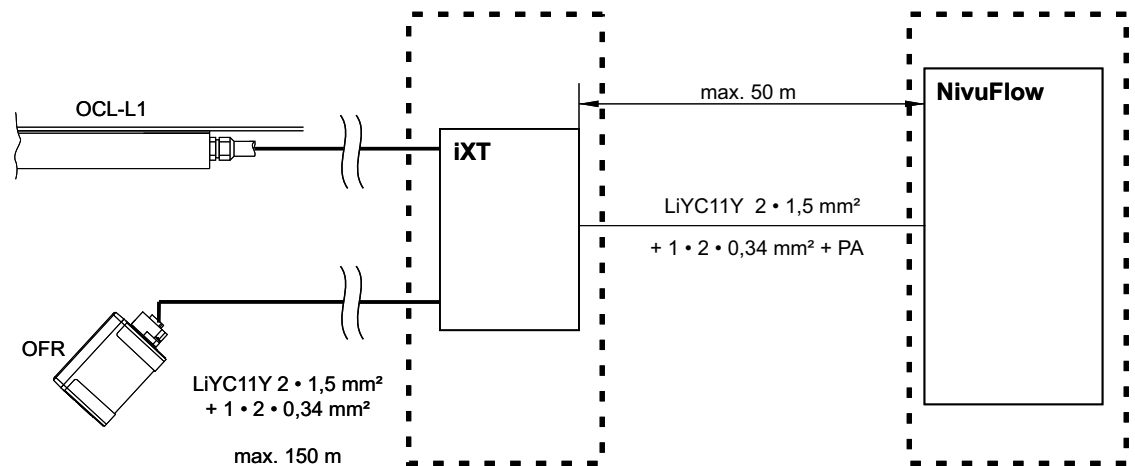 OCL-L1
iXT
max. 50 m
NivuFlow
LiYC11Y 2 • 1,5 mm²
+ 1 • 2 • 0,34 mm² + PA
OFR
LiYC11Y 2 • 1,5 mm²
+ 1 • 2 • 0,34 mm²
max. 150 m